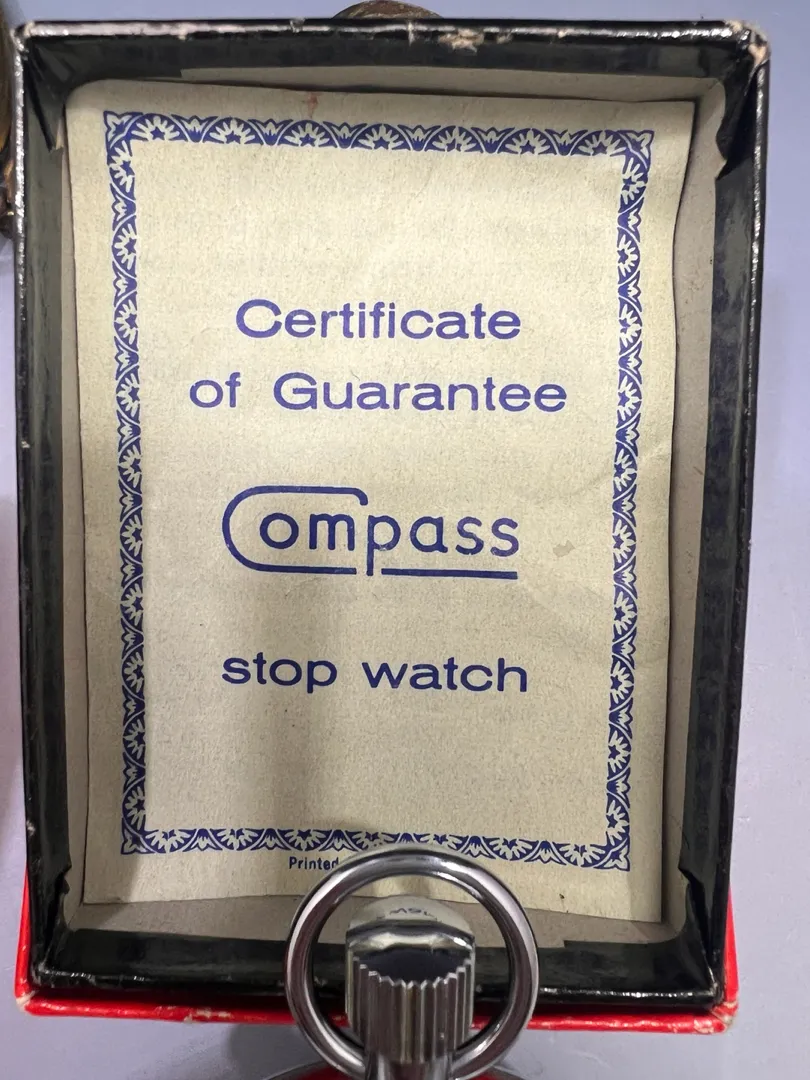 Certificate
of Guarantee
Compass
stop watch
Printed